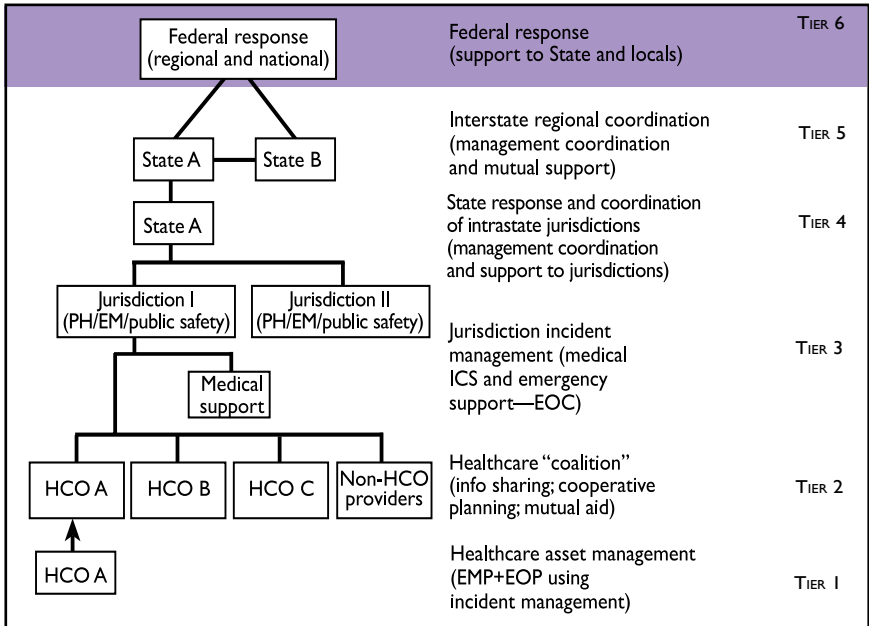 Federal response
(regional and national)
Federal response
(support to State and locals)
TIER 6
State A
State B
Interstate regional coordination
(management coordination
and mutual support)
TIER 5
State A
State response and coordination
of intrastate jurisdictions
(management coordination
and support to jurisdictions)
TIER 4
Jurisdiction I
(PH/EM/public safety)
Jurisdiction II
(PH/EM/public safety)
Medical
support
Jurisdiction incident
management (medical
ICS and emergency
support—EOC)
TIER 3
HCO A
HCO B
HCO C
Non-HCO
providers
Healthcare “coalition”
(info sharing; cooperative
planning; mutual aid)
TIER 2
HCO A
Healthcare asset management
(EMP+EOP using
incident management)
TIER 1